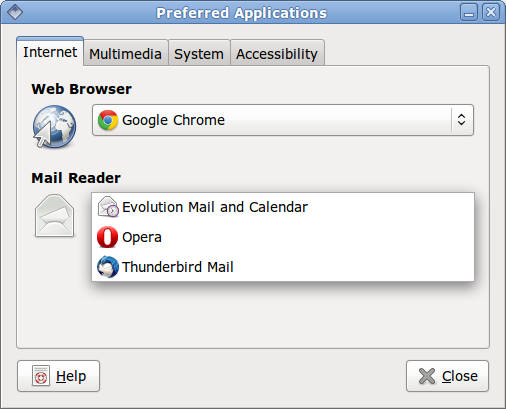 Preferred Applications
Internet Multimedia System Accessibility
Web Browser
Google Chrome
Mail Reader
Evolution Mail and Calendar
Opera
Thunderbird Mail
Help Close